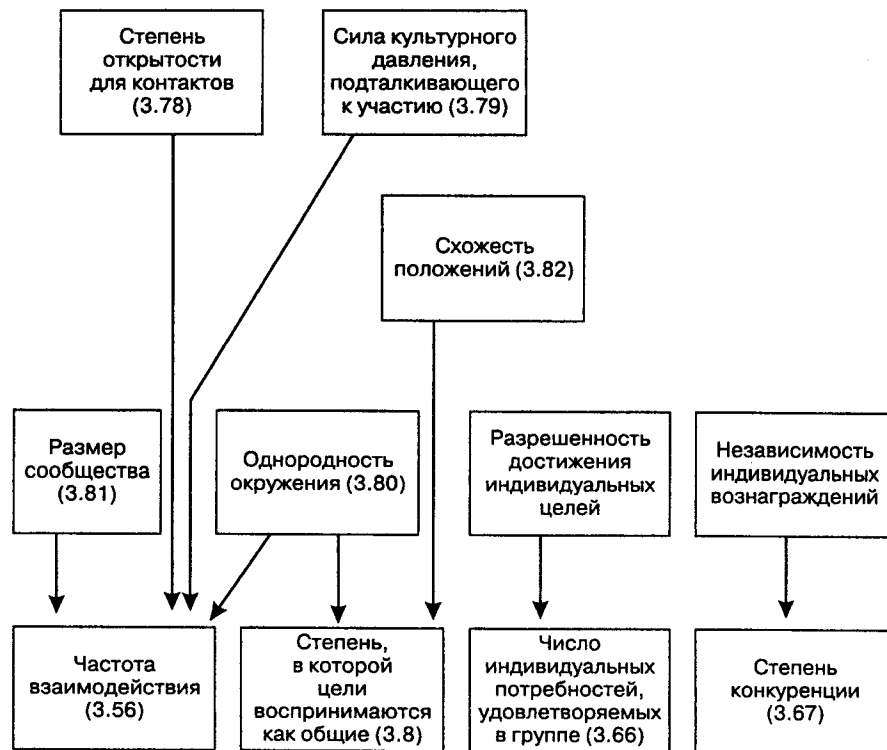 Степень
открытости
для контактов
(3.78)
Сила культурного
давления,
подталкивающего
к участию (3.79)
Схожесть
положений (3.82)
Размер
сообщества
(3.81)
Однородность
окружения (3.80)
Разрешенность
достижения
индивидуальных
целей
Независимость
индивидуальных
вознаграждений
Частота
взаимодействия
(3.56)
Степень,
в которой
цели
воспринимаются
как общие (3.8)
Число
индивидуальных
потребностей,
удовлетворяемых
в группе (3.66)
Степень
конкуренции
(3.67)